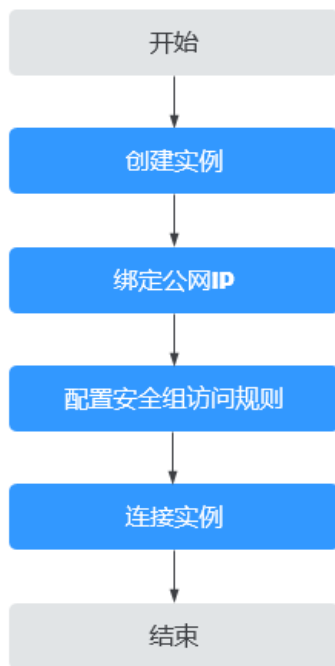 开始
创建实例
绑定公网IP
配置安全组访问规则
连接实例
结束